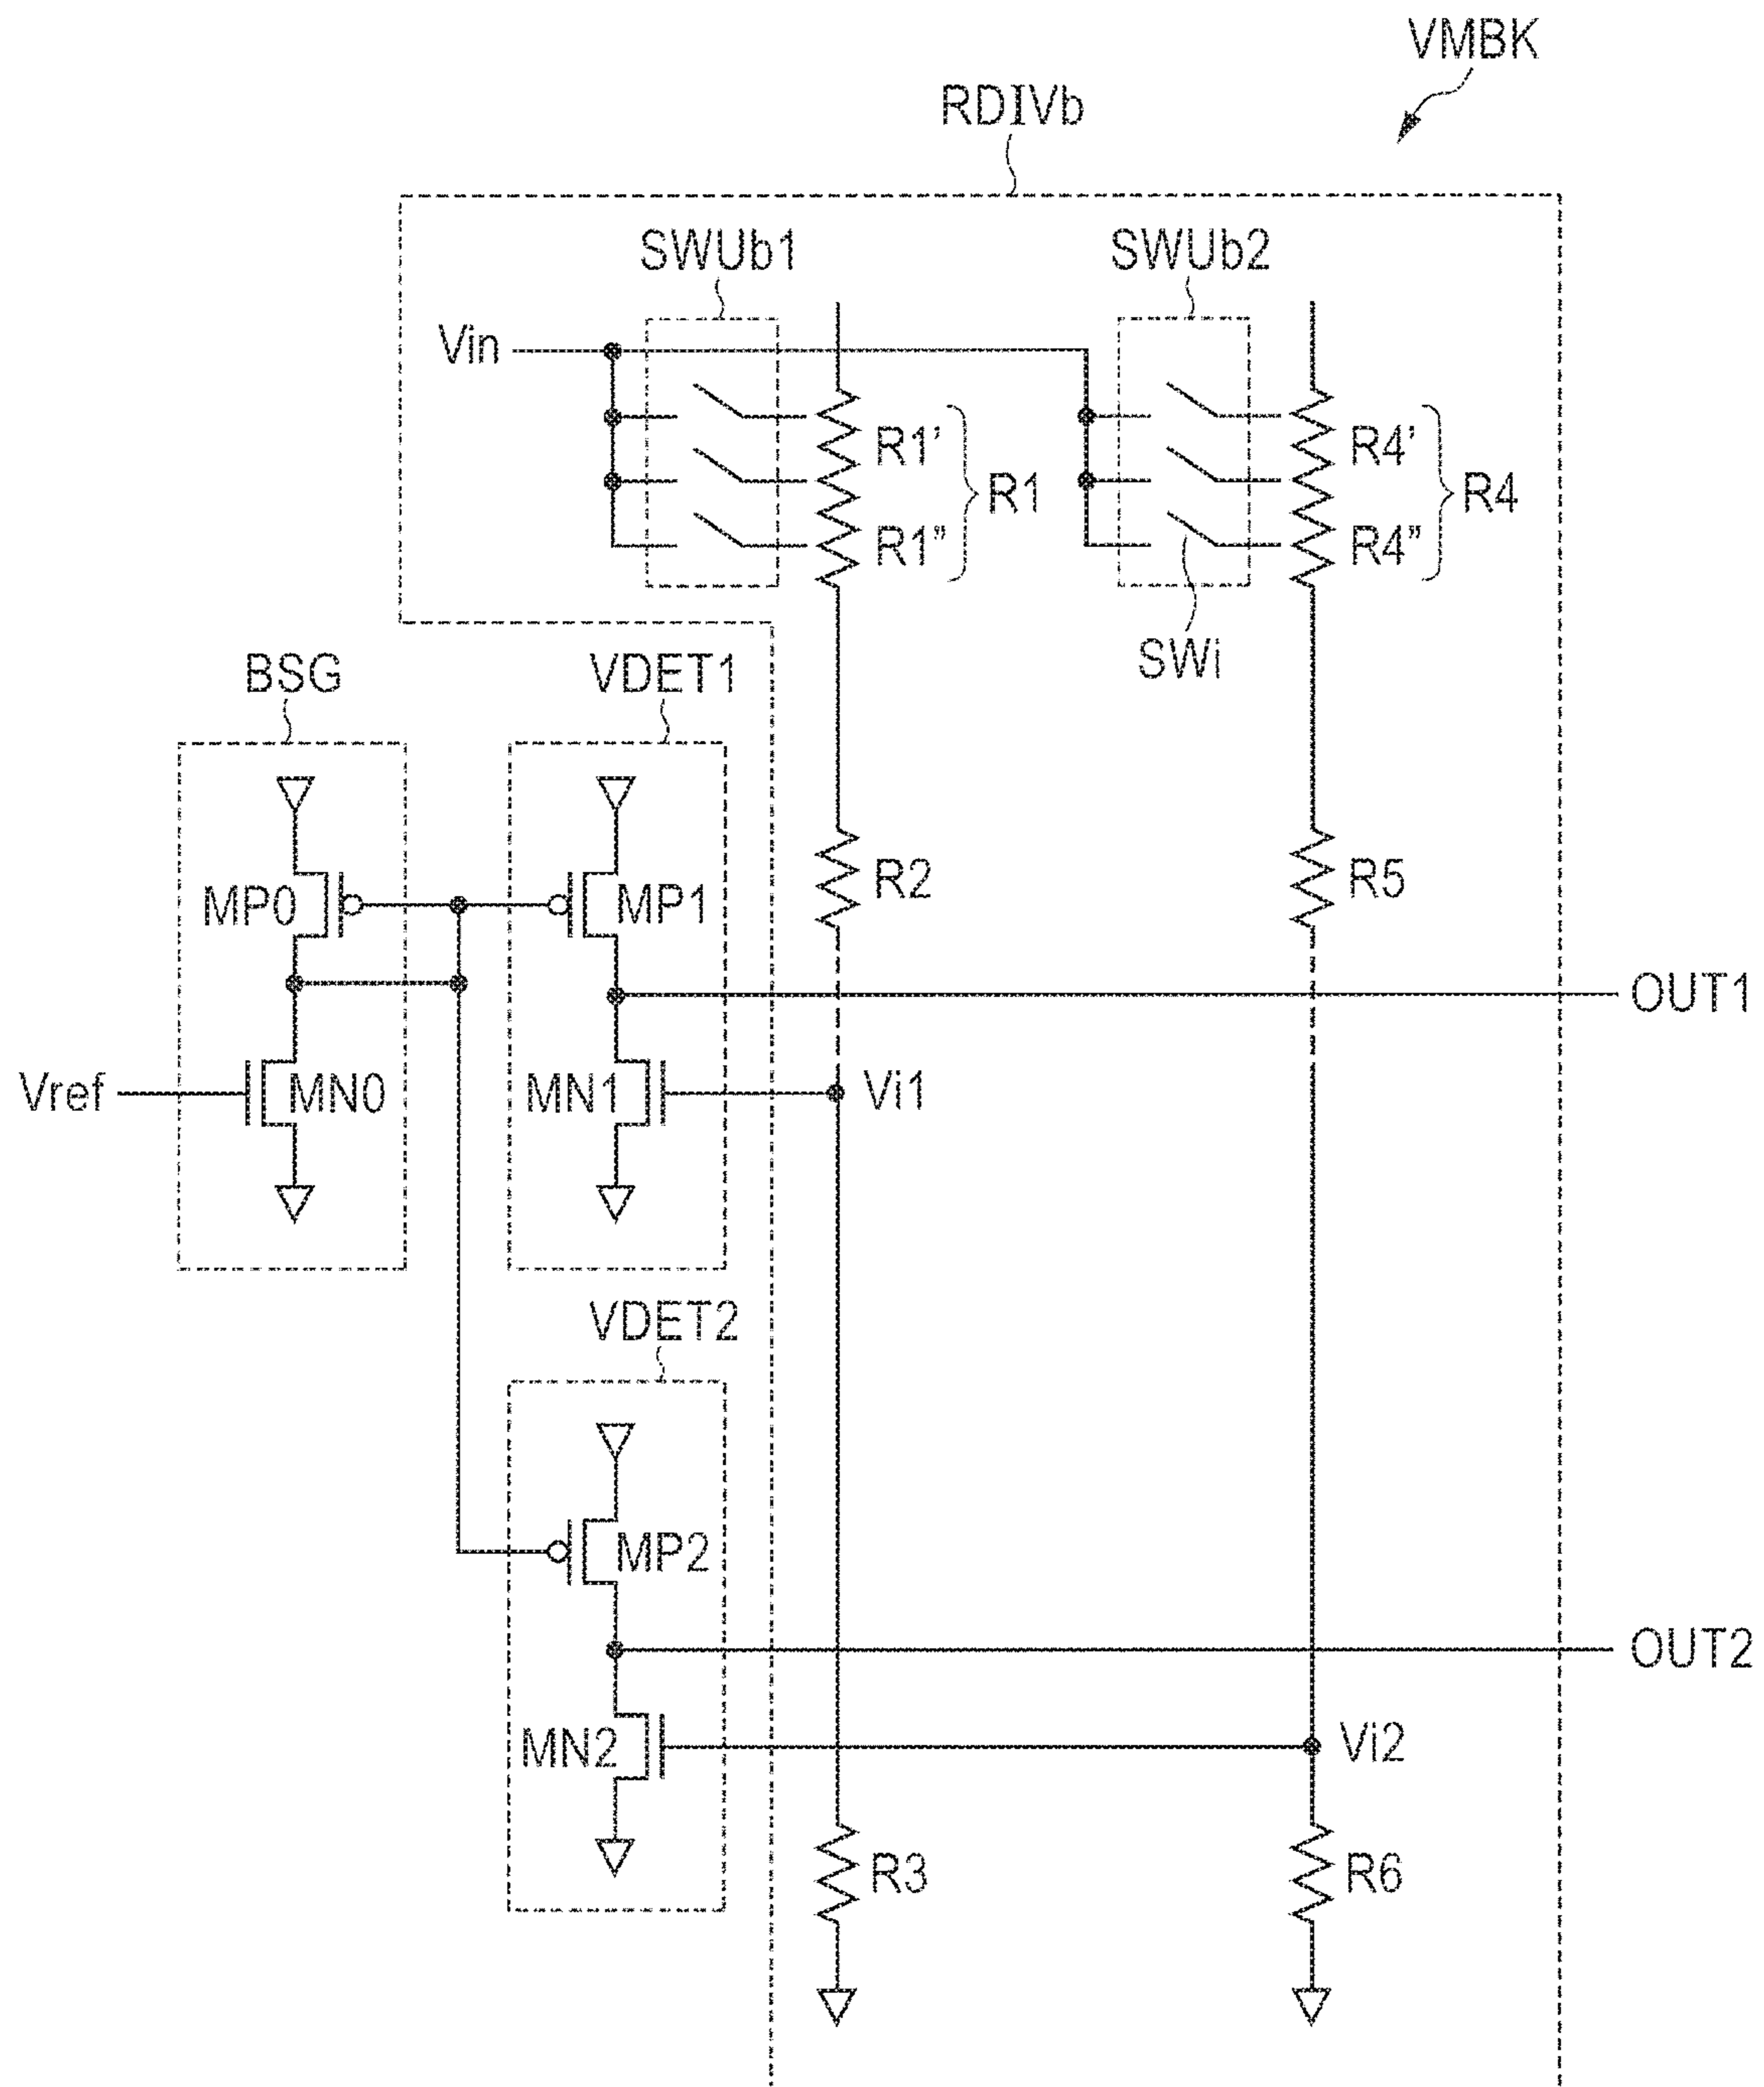 VMBK
RDIVb
SWUb1
SWUb2
Vin
R1’
R1
R1”
R4’
R4
R4”
SWi
BSG
VDET1
MP0
MP1
R2
R5
OUT1
Vref
MN0
MN1
Vi1
VDET2
MP2
OUT2
MN2
Vi2
R3
R6